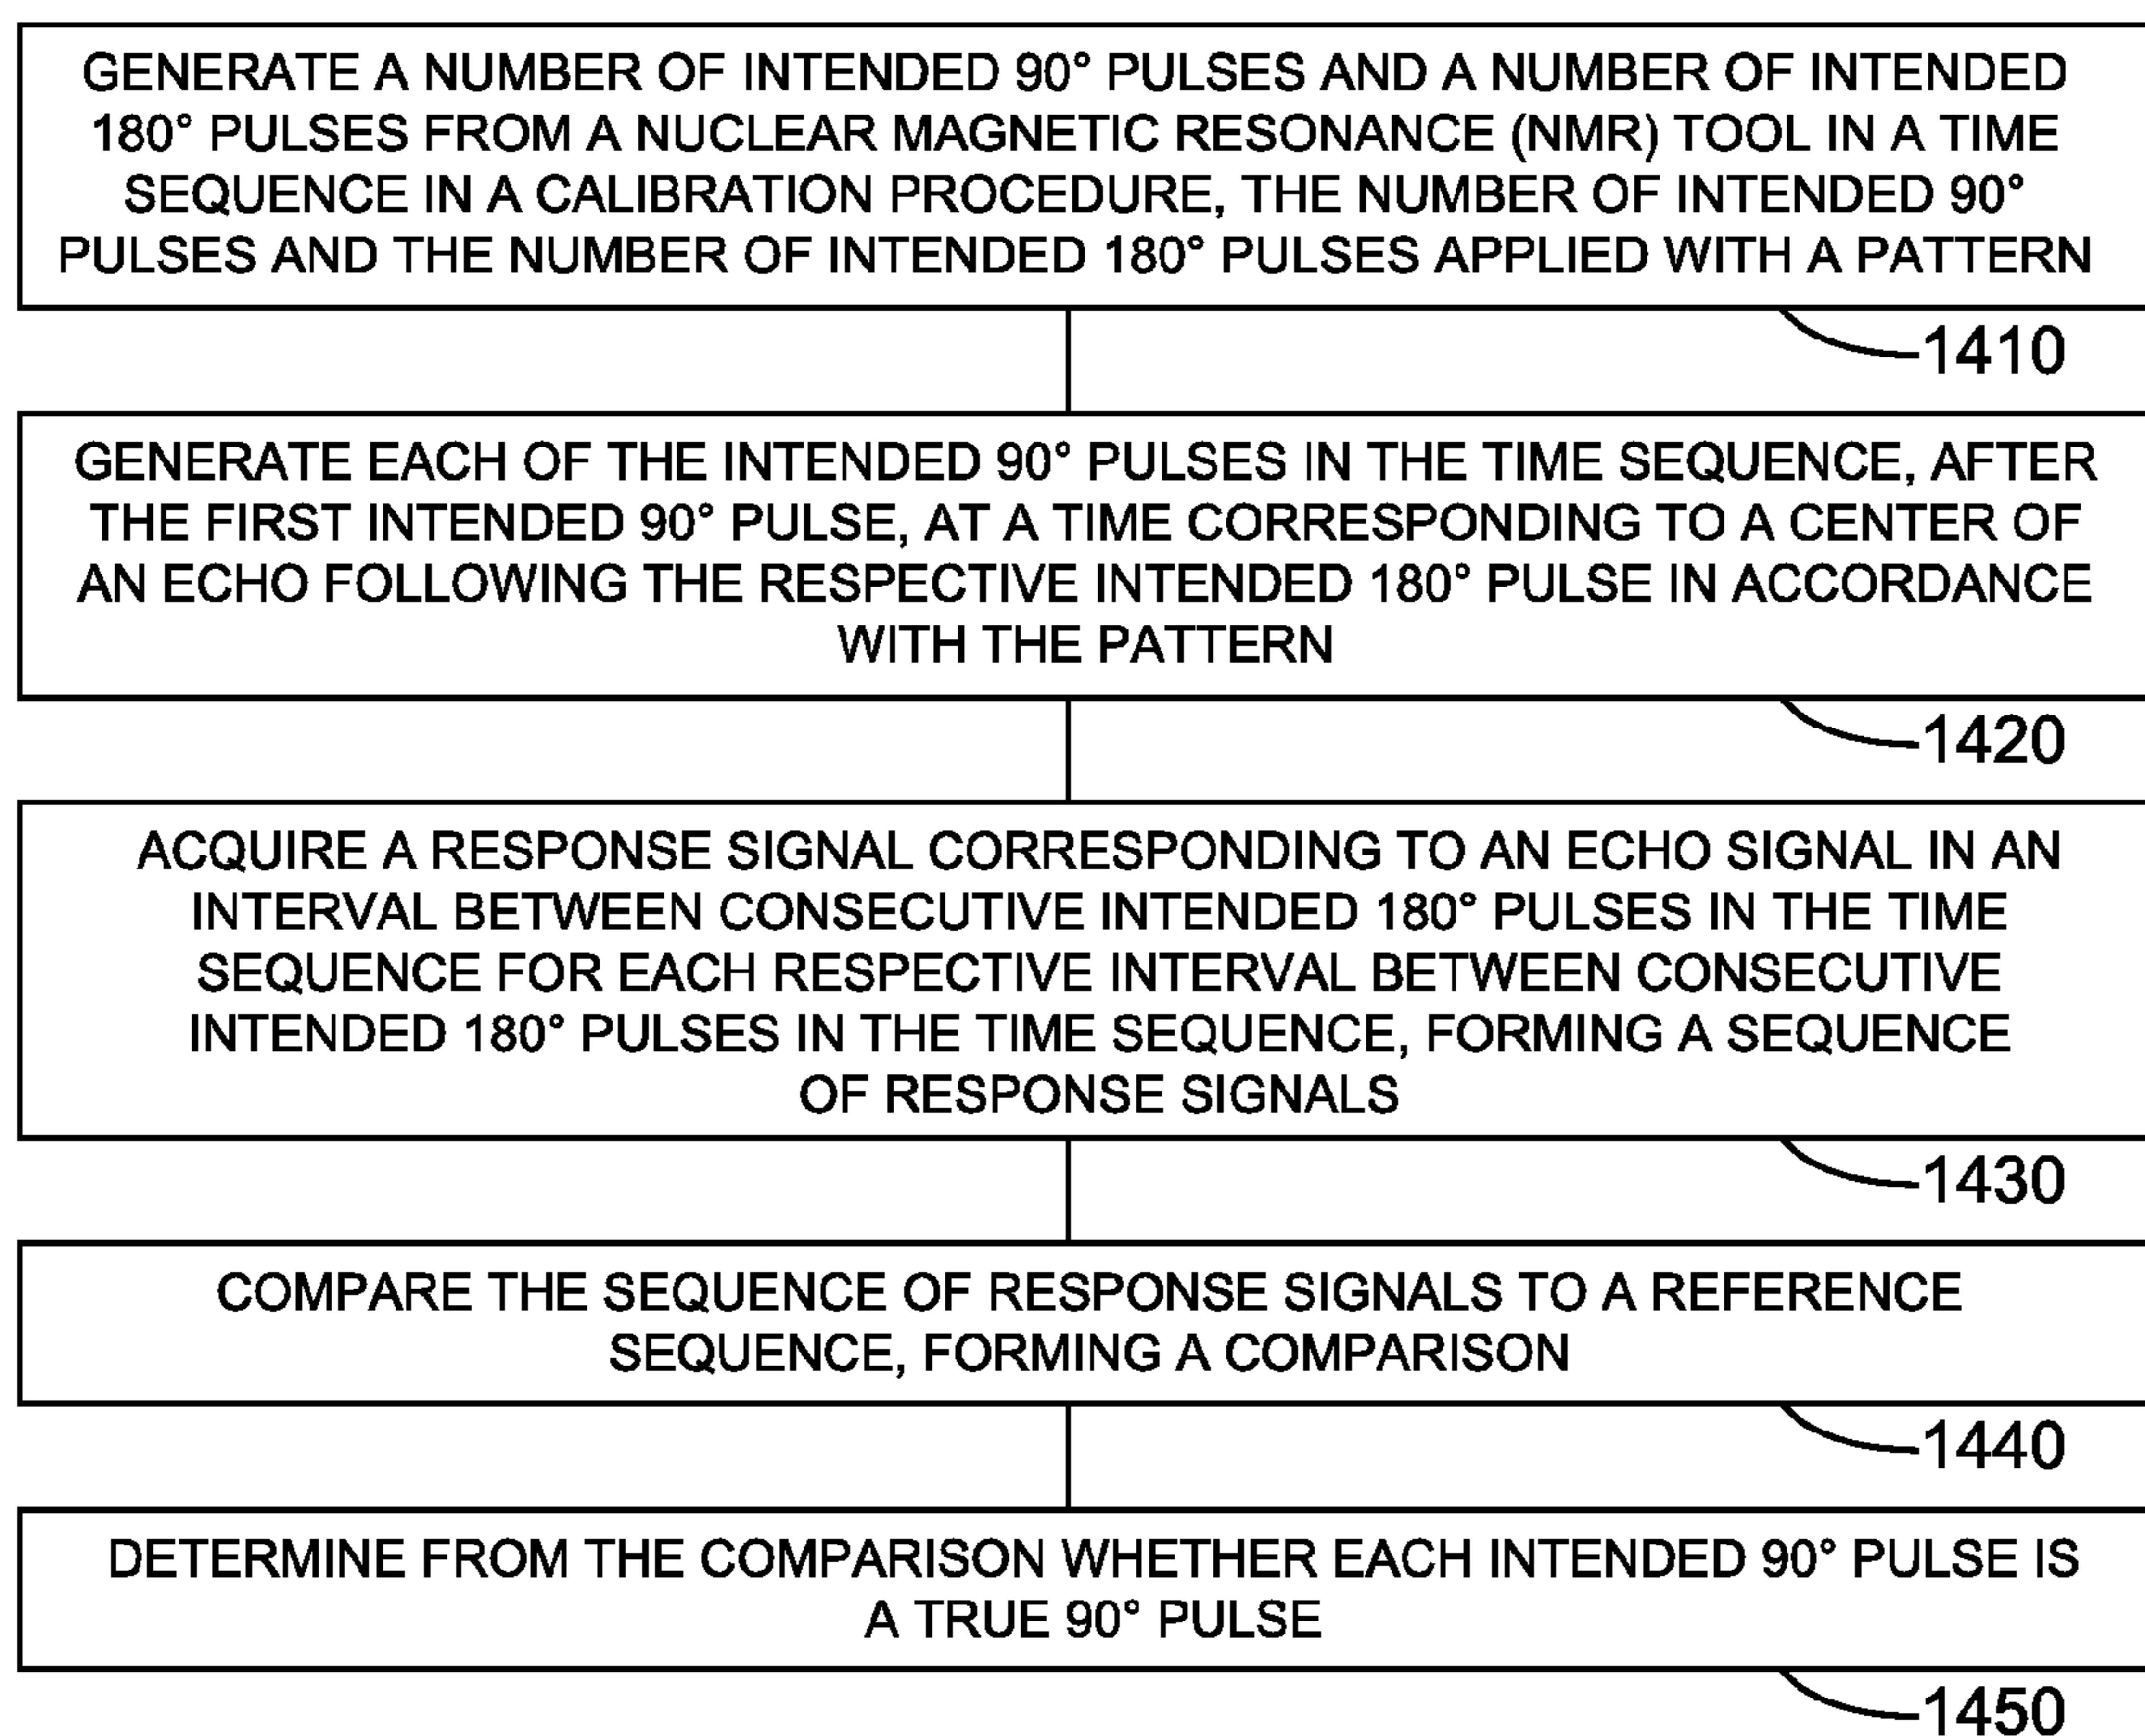 GENERATE A NUMBER OF INTENDED 90° PULSES AND A NUMBER OF INTENDED
180° PULSES FROM A NUCLEAR MAGNETIC RESONANCE (NMR) TOOL IN A TIME
SEQUENCE IN A CALIBRATION PROCEDURE, THE NUMBER OF INTENDED 90°
PULSES AND THE NUMBER OF INTENDED 180° PULSES APPLIED WITH A PATTERN
1410
GENERATE EACH OF THE INTENDED 90° PULSES IN THE TIME SEQUENCE, AFTER
THE FIRST INTENDED 90° PULSE, AT A TIME CORRESPONDING TO A CENTER OF
AN ECHO FOLLOWING THE RESPECTIVE INTENDED 180° PULSE IN ACCORDANCE
WITH THE PATTERN
1420
ACQUIRE A RESPONSE SIGNAL CORRESPONDING TO AN ECHO SIGNAL IN AN
INTERVAL BETWEEN CONSECUTIVE INTENDED 180° PULSES IN THE TIME
SEQUENCE FOR EACH RESPECTIVE INTERVAL BETWEEN CONSECUTIVE
INTENDED 180° PULSES IN THE TIME SEQUENCE, FORMING A SEQUENCE
OF RESPONSE SIGNALS
1430
COMPARE THE SEQUENCE OF RESPONSE SIGNALS TO A REFERENCE
SEQUENCE, FORMING A COMPARISON
1440
DETERMINE FROM THE COMPARISON WHETHER EACH INTENDED 90° PULSE IS
A TRUE 90° PULSE
1450